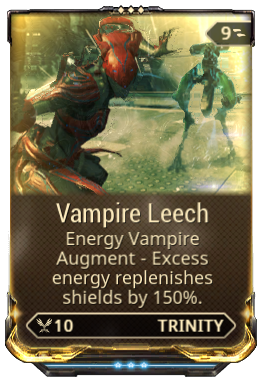 9
Vampire Leech
Energy Vampire
Augment - Excess
energy replenishes
shields by 150%.
10 TRINITY